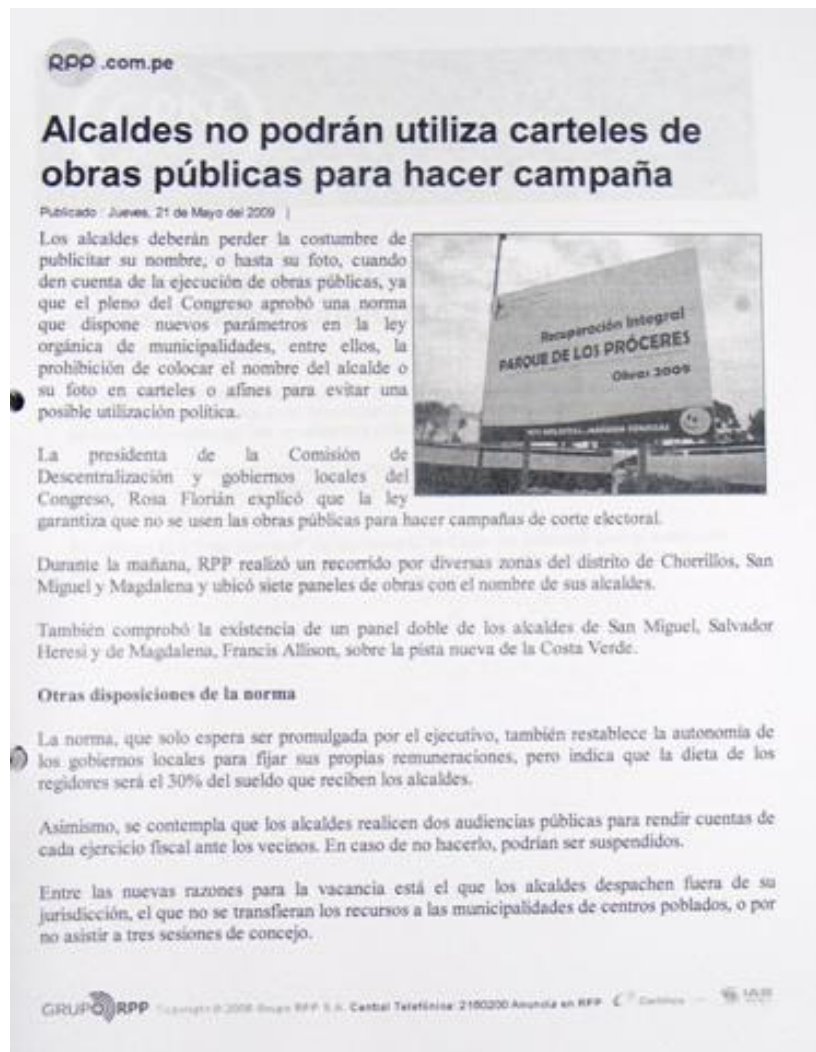 RPP .com.pe
Alcaldes no podrán utiliza carteles de
obras públicas para hacer campaña
Publicado : Jueves, 21 de Mayo del 2009 |
Los alcaldes deberán perder la costumbre de
publicitar su nombre, o hasta su foto, cuando
den cuenta de la ejecución de obras públicas, ya
que el pleno del Congreso aprobó una norma
que dispone nuevos parámetros en la ley
orgánica de municipalidades, entre ellos, la
prohibición de colocar el nombre del alcalde o
su foto en carteles o afines para evitar una
posible utilización política.
Recuperación Integral
PARQUE DE LOS PRÓCERES
Obras 2009
La presidenta de la Comisión de
Descentralización y gobiernos locales del
Congreso, Rosa Florián explicó que la ley
garantiza que no se usen las obras públicas para hacer campañas de corte electoral.
Durante la mañana, RPP realizó un recorrido por diversas zonas del distrito de Chorrillos, San
Miguel y Magdalena y ubicó siete paneles de obras con el nombre de sus alcaldes.
También comprobó la existencia de un panel doble de los alcaldes de San Miguel, Salvador
Heresi y de Magdalena, Francis Allison, sobre la pista nueva de la Costa Verde.
Otras disposiciones de la norma
La norma, que solo espera ser promulgada por el ejecutivo, también restablece la autonomía de
los gobiernos locales para fijar sus propias remuneraciones, pero indica que la dieta de los
regidores será el 30% del sueldo que reciben los alcaldes.
Asimismo, se contempla que los alcaldes realicen dos audiencias públicas para rendir cuentas de
cada ejercicio fiscal ante los vecinos. En caso de no hacerlo, podrían ser suspendidos.
Entre las nuevas razones para la vacancia está el que los alcaldes despachen fuera de su
jurisdicción, el que no se transfieran los recursos a las municipalidades de centros poblados, o por
no asistir a tres sesiones de concejo.
GRUPO RPP Copyright © 2008 Grupo RPP S.A. Central Telefónica: 2150200 Anuncia en RPP